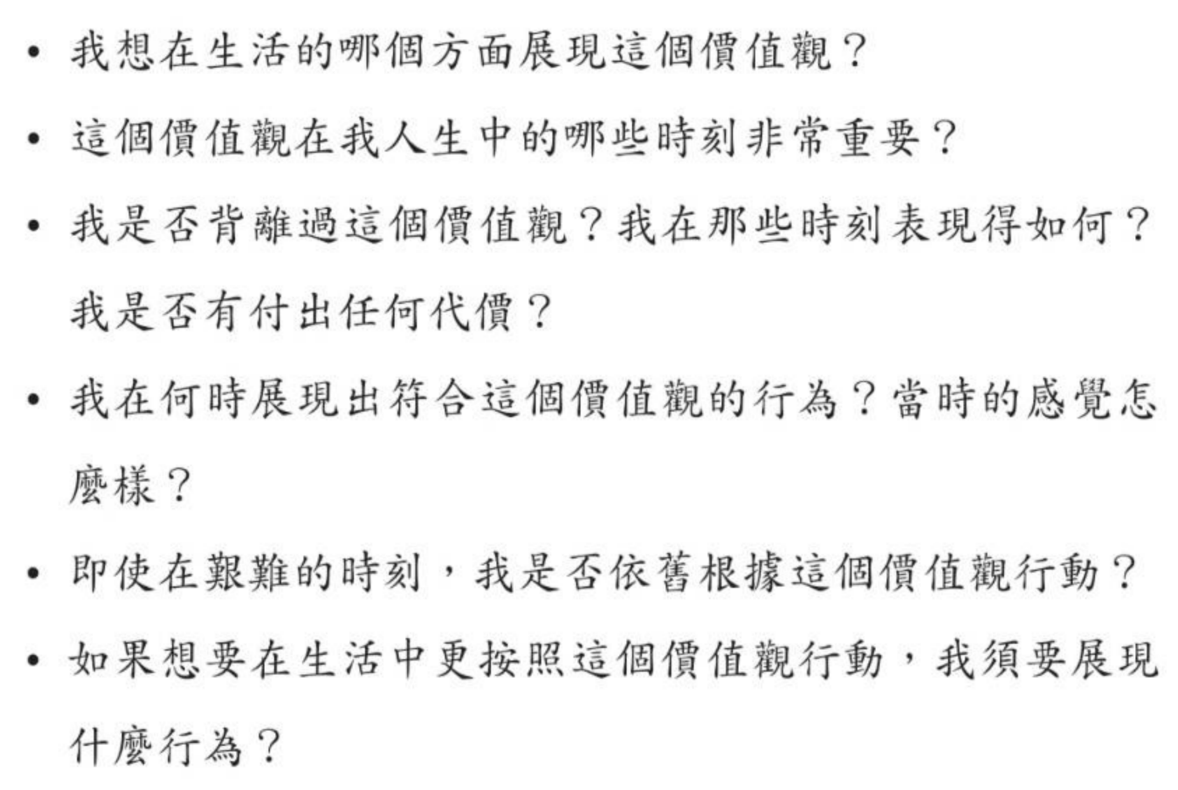 • 我想在生活的哪個方面展現這個價值觀？
• 這個價值觀在我人生中的哪些時刻非常重要？
• 我是否背離過這個價值觀？我在那些時刻表現得如何？
我是否有付出任何代價？
• 我在何時展現出符合這個價值觀的行為？當時的感覺怎
麼樣？
• 即使在艱難的時刻，我是否依舊根據這個價值觀行動？
• 如果想要在生活中更按照這個價值觀行動，我須要展現
什麼行為？